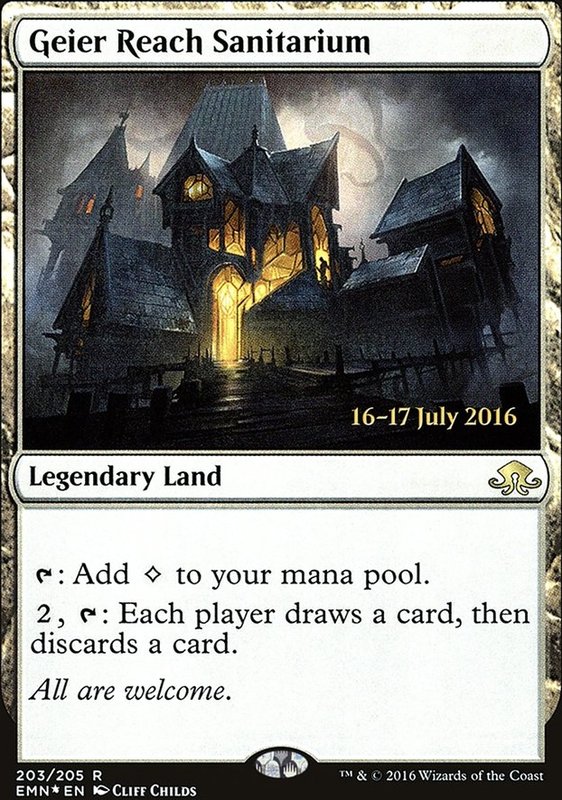 Geier Reach Sanitarium
16–17 July 2016
Legendary Land
: Add to your mana pool.
2, : Each player draws a card, then
discards a card.
All are welcome.
203/205 R
EMN★EN Cliff Childs
™ & © 2016 Wizards of the Coast